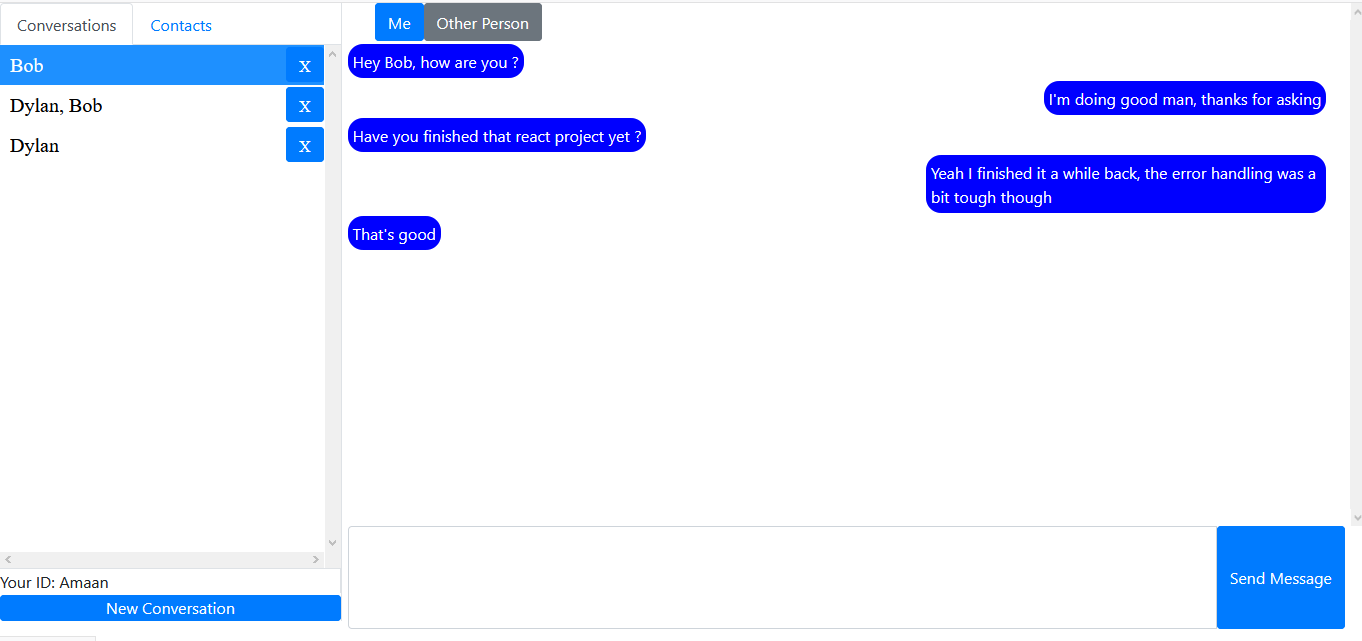 Conversations Contacts
Bob X
Dylan, Bob X
Dylan X
Your ID: Amaan
New Conversation
Me Other Person
Hey Bob, how are you ?
I'm doing good man, thanks for asking
Have you finished that react project yet ?
Yeah I finished it a while back, the error handling was a
bit tough though
That's good
Send Message